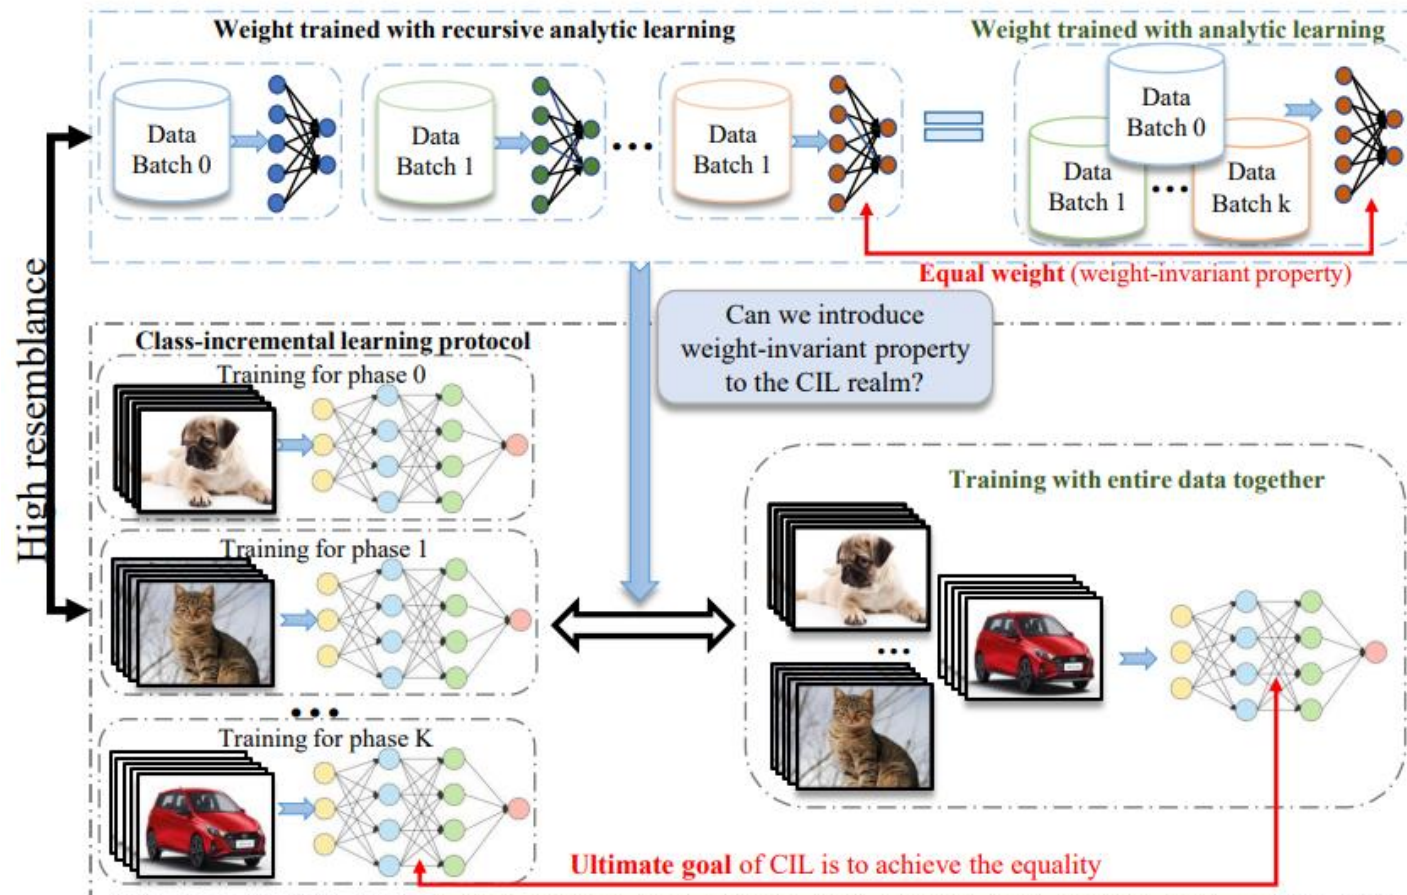 Weight trained with recursive analytic learning
Weight trained with analytic learning
Data
Batch 0
Data
Batch 1
...
Data
Batch 1
Data
Batch 0
Data
Batch 1
...
Data
Batch k
Equal weight (weight-invariant property)
High resemblance
Can we introduce
weight-invariant property
to the CIL realm?
Class-incremental learning protocol
Training for phase 0
Training for phase 1
...
Training for phase K
Training with entire data together
...
Ultimate goal of CIL is to achieve the equality